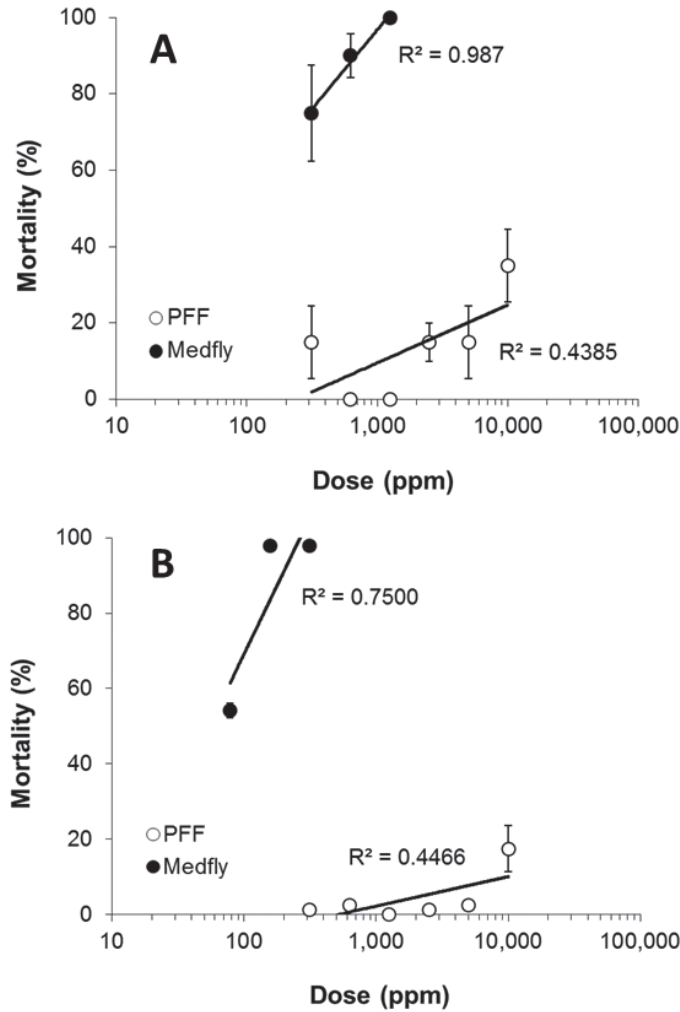 A
100
80
60
40
20
0
Mortality (%)
R² = 0.987
R² = 0.4385
PFF
Medfly
10
100
1,000
10,000
100,000
Dose (ppm)
B
100
80
60
40
20
0
Mortality (%)
R² = 0.7500
R² = 0.4466
PFF
Medfly
10
100
1,000
10,000
100,000
Dose (ppm)